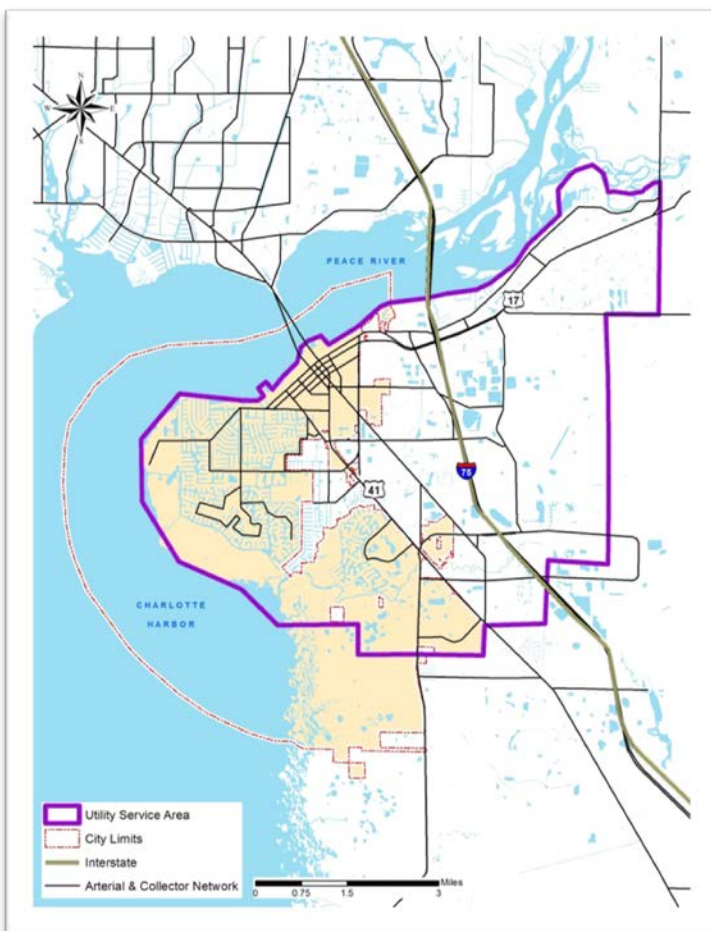 N
W
E
S
PEACE RIVER
17
75
41
CHARLOTTE
HARBOR
Utility Service Area
City Limits
Interstate
Arterial & Collector Network
Miles
0 0.75 1.5 3